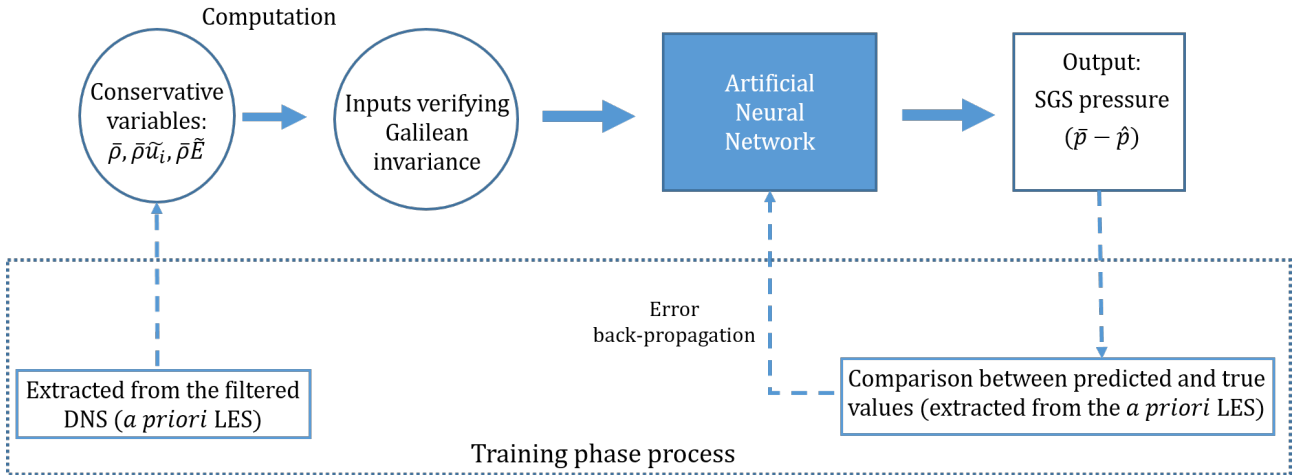 Computation
Conservative
variables:
ρ̄, ρ̄ũᵢ, ρ̄Ẽ
Inputs verifying
Galilean
invariance
Artificial
Neural
Network
Output:
SGS pressure
(p̄ − p̂)
Error
back-propagation
Extracted from the filtered
DNS (a priori LES)
Comparison between predicted and true
values (extracted from the a priori LES)
Training phase process